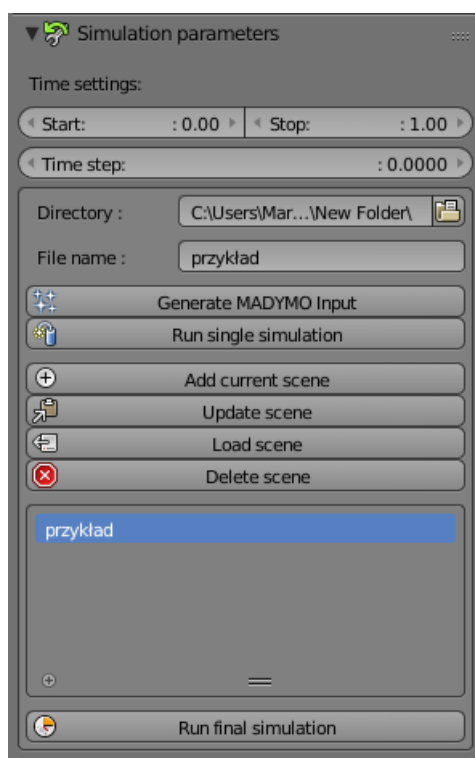 Simulation parameters
Time settings:
Start: : 0.00 Stop: : 1.00
Time step: : 0.0000
Directory : C:\Users\Mar...\New Folder\
File name : przykład
Generate MADYMO Input
Run single simulation
Add current scene
Update scene
Load scene
Delete scene
przykład
Run final simulation